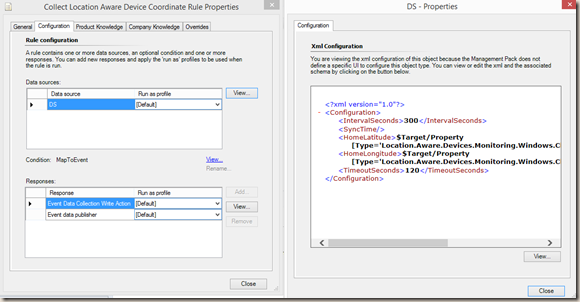 Collect Location Aware Device Coordinate Rule Properties
General
Configuration
Product Knowledge
Company Knowledge
Overrides
Rule configuration
A rule contains one or more data sources, an optional condition and one or more
responses. You can add new responses and apply the 'run as' profiles to be used when
the rule is run.
Data sources:
Data source
Run as profile
DS
[Default]
View...
Condition:
MapToEvent
View...
Rename...
Responses:
Response
Run as profile
Event Data Collection Write Action
[Default]
Event data publisher
[Default]
Add...
View...
Remove
Close
DS - Properties
Xml Configuration
You are viewing the xml configuration of this object because the Management Pack does
not define a specific UI to configure this object type. You can view or edit the xml and the associated
schema by clicking on the button below.
<?xml version="1.0"?>
- <Configuration>
<IntervalSeconds>300</IntervalSeconds>
<SyncTime/>
<HomeLatitude>$Target/Property
[Type='Location.Aware.Devices.Monitoring.Windows.Cl
<HomeLongitude>$Target/Property
[Type='Location.Aware.Devices.Monitoring.Windows.Cl
<TimeoutSeconds>120</TimeoutSeconds>
</Configuration>
View...
Close